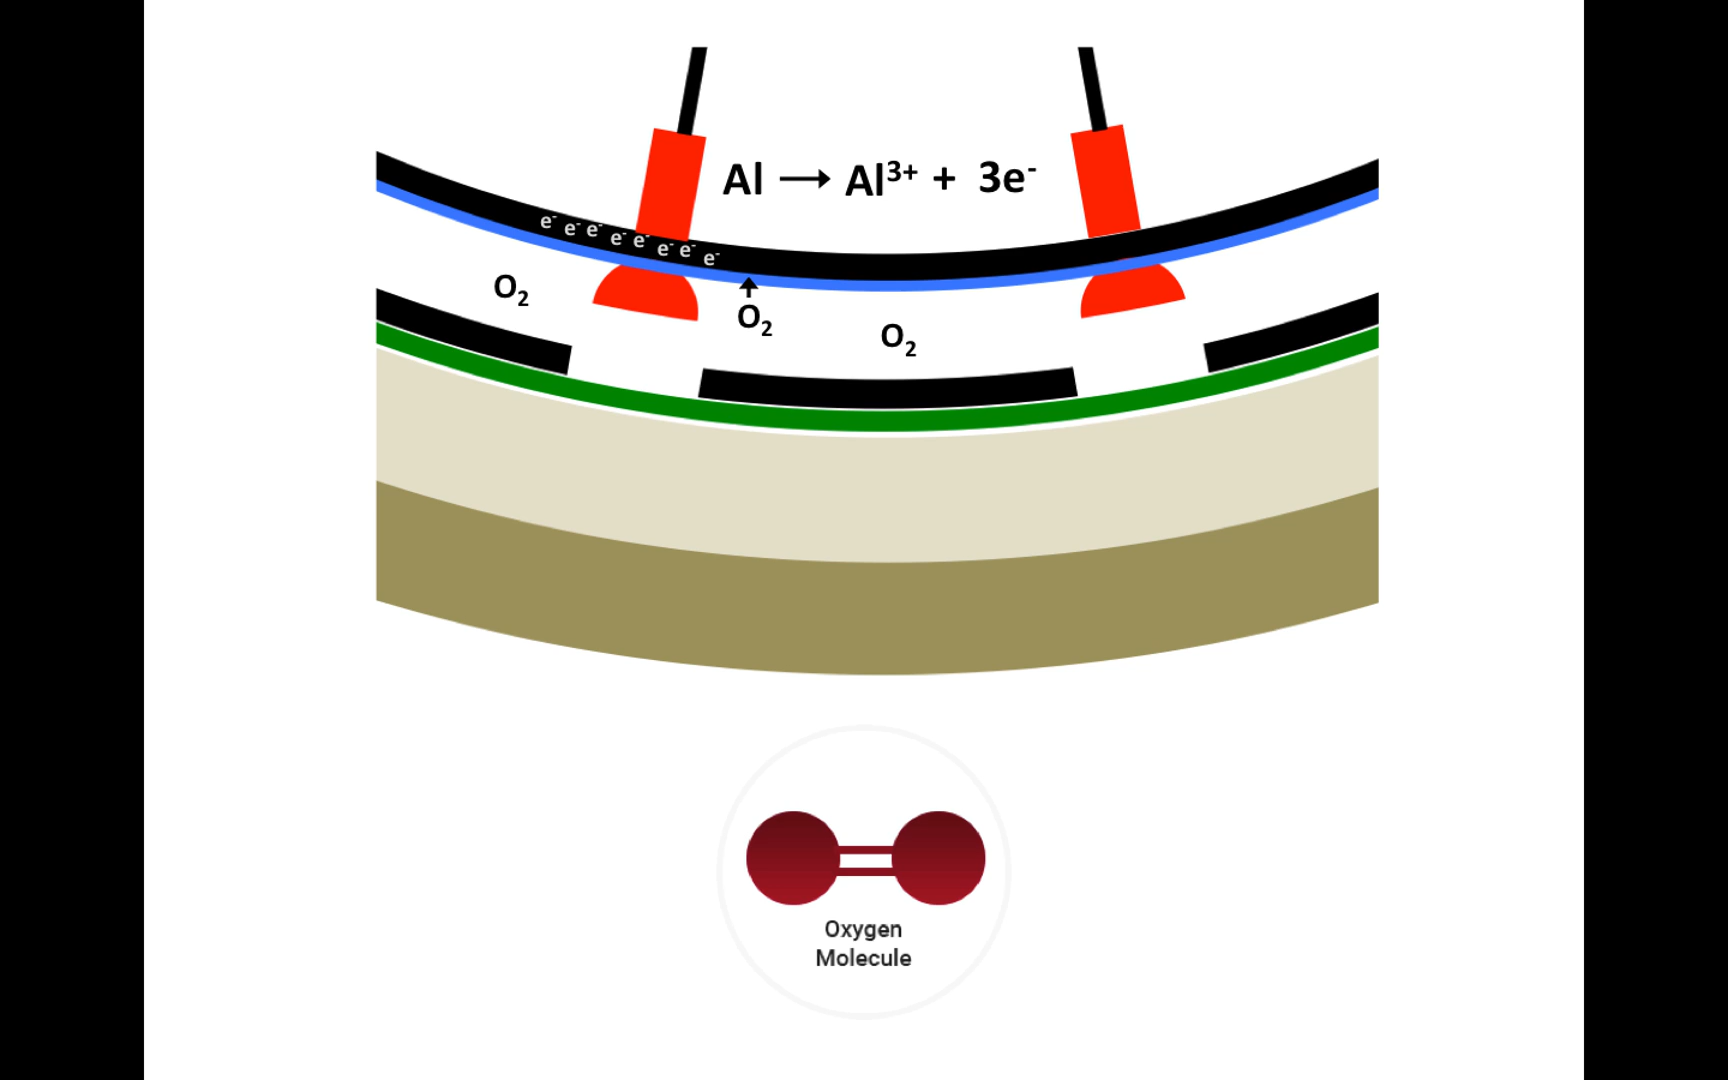 Al → Al³⁺ + 3e⁻
e⁻ e⁻ e⁻ e⁻ e⁻ e⁻ e⁻ e⁻
O₂
O₂
O₂
Oxygen
Molecule